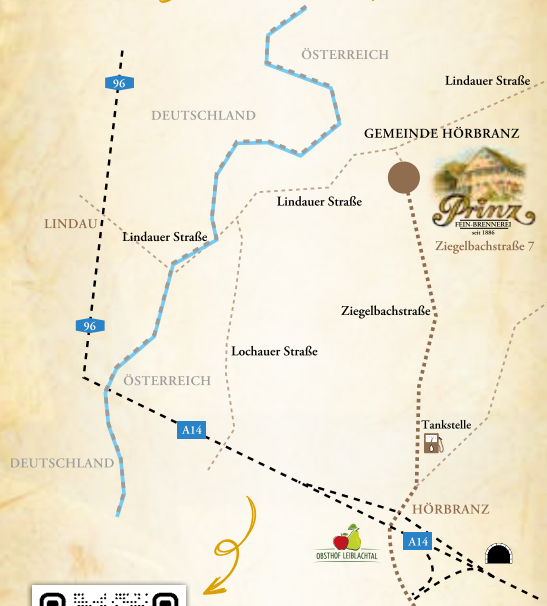 ÖSTERREICH
96
Lindauer Straße
DEUTSCHLAND
GEMEINDE HÖRBRANZ
Prinz
FEIN-BRENNEREI
seit 1886
Lindauer Straße
LINDAU
Lindauer Straße
Ziegelbachstraße 7
Ziegelbachstraße
96
Lochauer Straße
ÖSTERREICH
Tankstelle
A14
DEUTSCHLAND
HÖRBRANZ
A14
OBSTHOF LEIBLACHTAL